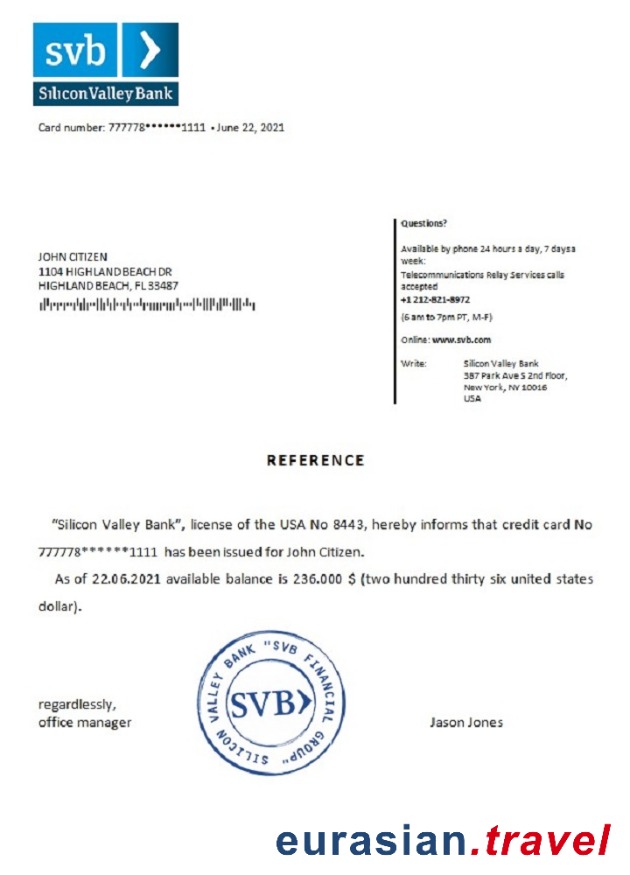 svb
Silicon Valley Bank
Card number: 777778******1111 • June 22, 2021
Questions?
Available by phone 24 hours a day, 7 daysa
week:
Telecommunications Relay Services calls
accepted
+1 212-821-8972
(6 am to 7pm PT, M-F)
Online: www.svb.com
Write: Silicon Valley Bank
387 Park Ave S 2nd Floor,
New York, NY 10016
USA
JOHN CITIZEN
1104 HIGHLAND BEACH DR
HIGHLAND BEACH, FL 33487
REFERENCE
"Silicon Valley Bank", license of the USA No 8443, hereby informs that credit card No
777778******1111 has been issued for John Citizen.
As of 22.06.2021 available balance is 236.000 $ (two hundred thirty six united states
dollar).
SILICON VALLEY BANK "SVB FINANCIAL GROUP"
SVB
regardlessly,
office manager
Jason Jones
eurasian.travel